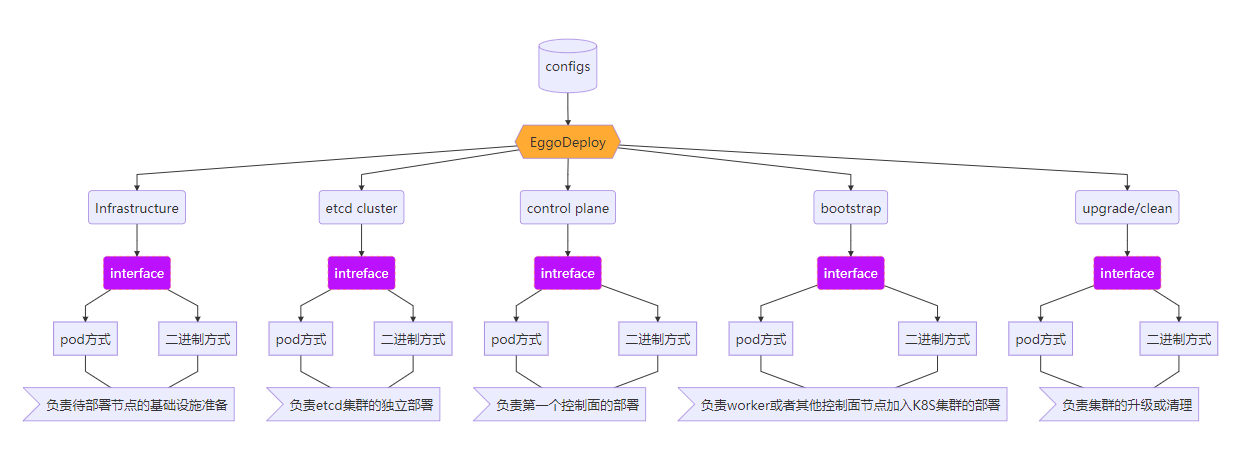 configs
EggoDeploy
Infrastructure
etcd cluster
control plane
bootstrap
upgrade/clean
interface
intreface
intreface
interface
interface
pod方式
二进制方式
pod方式
二进制方式
pod方式
二进制方式
pod方式
二进制方式
pod方式
二进制方式
负责待部署节点的基础设施准备
负责etcd集群的独立部署
负责第一个控制面的部署
负责worker或者其他控制面节点加入K8S集群的部署
负责集群的升级或清理